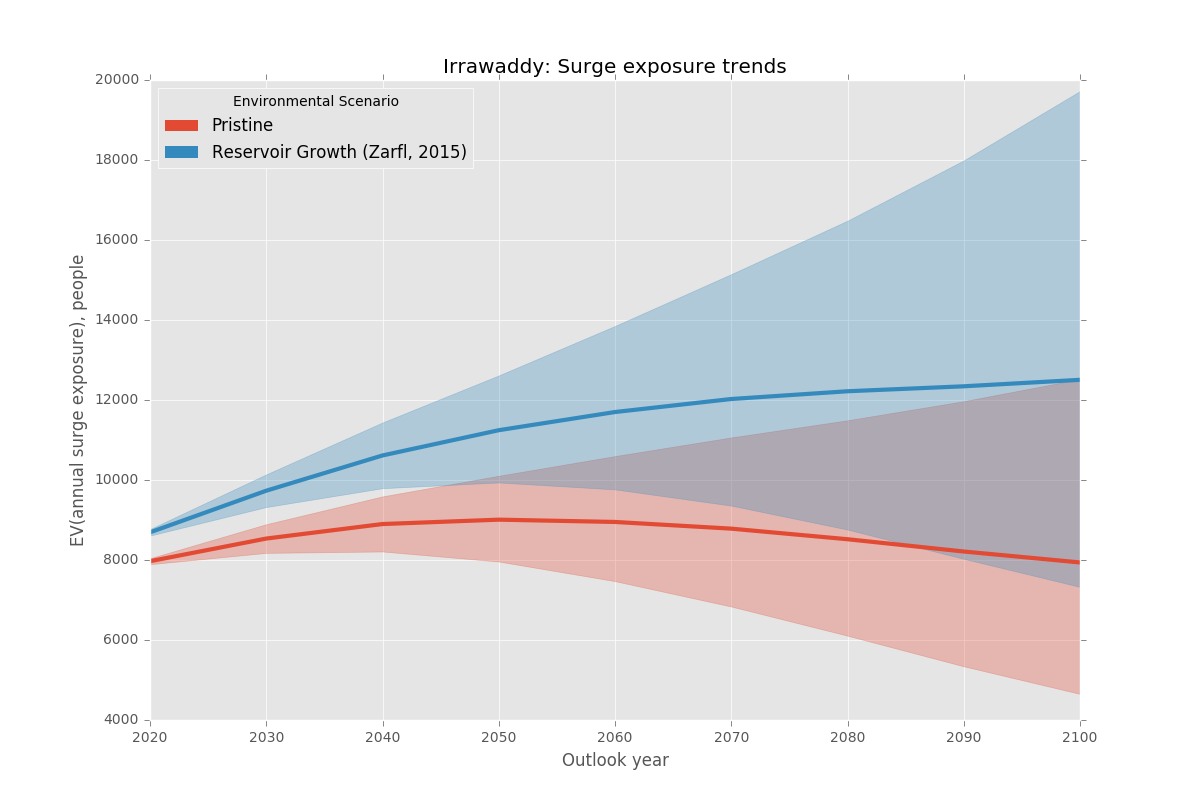 Irrawaddy: Surge exposure trends
Environmental Scenario
Pristine
Reservoir Growth (Zarfl, 2015)
EV(annual surge exposure), people
20000
18000
16000
14000
12000
10000
8000
6000
4000
2020 2030 2040 2050 2060 2070 2080 2090 2100
Outlook year